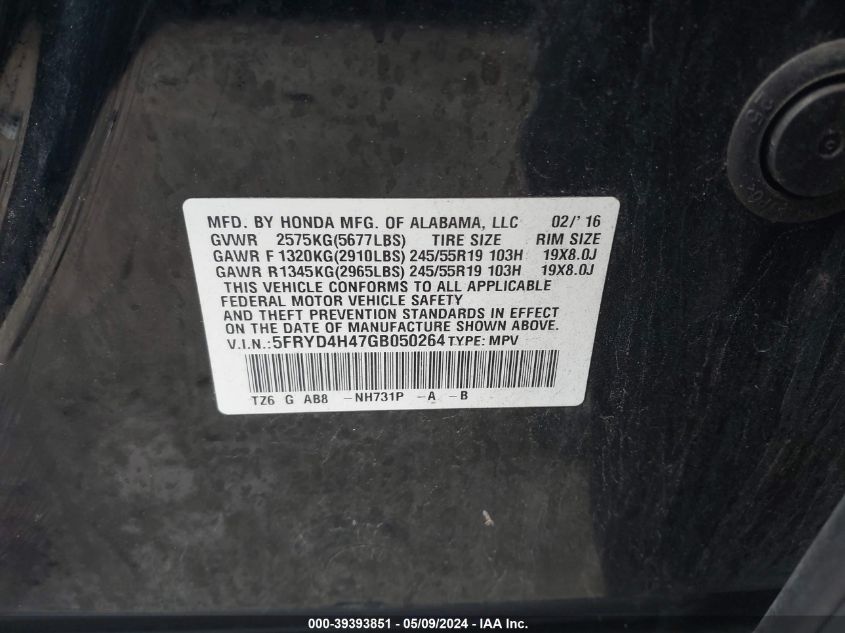 MFD. BY HONDA MFG. OF ALABAMA, LLC 02/' 16
GVWR 2575KG(5677LBS) TIRE SIZE RIM SIZE
GAWR F 1320KG(2910LBS) 245/55R19 103H 19X8.0J
GAWR R 1345KG(2965LBS) 245/55R19 103H 19X8.0J
THIS VEHICLE CONFORMS TO ALL APPLICABLE
FEDERAL MOTOR VEHICLE SAFETY
AND THEFT PREVENTION STANDARDS IN EFFECT
ON THE DATE OF MANUFACTURE SHOWN ABOVE.
V.I.N.: 5FRYD4H47GB050264 TYPE: MPV
TZ6 G AB8 -NH731P -A -B
000-39393851 / 05/09/2024 / © IAA Inc.